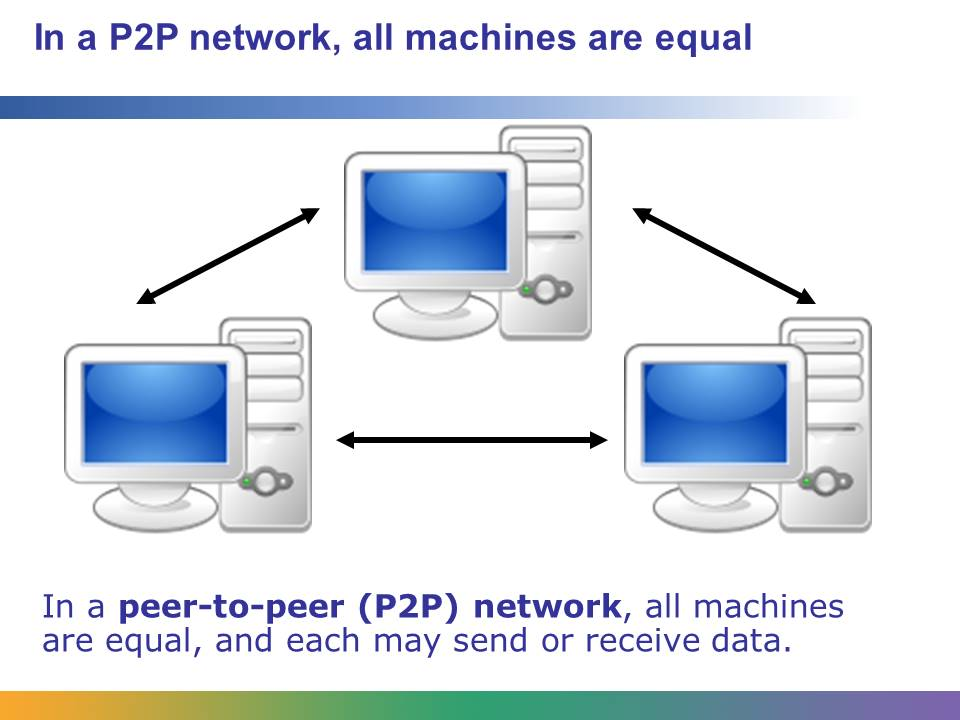 In a P2P network, all machines are equal
In a peer-to-peer (P2P) network, all machines
are equal, and each may send or receive data.